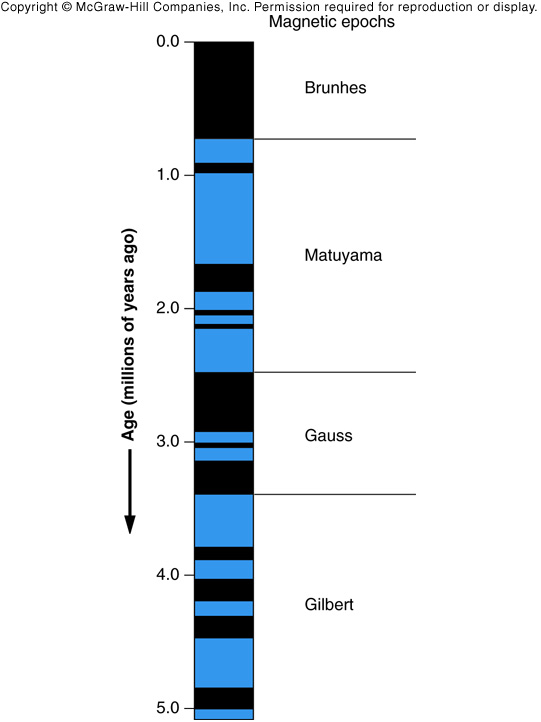 Copyright © McGraw-Hill Companies, Inc. Permission required for reproduction or display.
Magnetic epochs
0.0
Brunhes
1.0
Matuyama
Age (millions of years ago)
2.0
Gauss
3.0
4.0
Gilbert
5.0